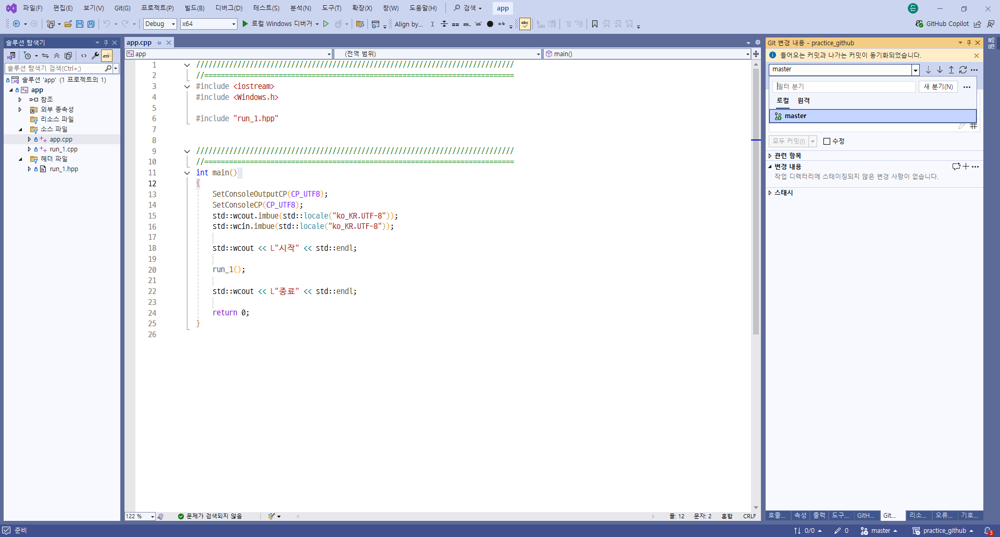 파일(F) 편집(E) 보기(V) Git(G) 프로젝트(P) 빌드(B) 디버그(D) 테스트(S) 분석(N) 도구(T) 확장(X) 창(W) 도움말(H) 검색 app
Debug x64 로컬 Windows 디버거 Align by... GitHub Copilot
솔루션 탐색기
솔루션 탐색기 검색(Ctrl+;)
솔루션 'app' (1 프로젝트의 1)
app
참조
외부 종속성
리소스 파일
소스 파일
app.cpp
run_1.cpp
헤더 파일
run_1.hpp
app.cpp
app (전역 범위) main()
1 /////////////////////////////////////////////////////////////////////////////
2 //===========================================================================
3 #include <iostream>
4 #include <Windows.h>
5
6 #include "run_1.hpp"
7
8
9 /////////////////////////////////////////////////////////////////////////////
10 //===========================================================================
11 int main()
12 {
13 SetConsoleOutputCP(CP_UTF8);
14 SetConsoleCP(CP_UTF8);
15 std::wcout.imbue(std::locale("ko_KR.UTF-8"));
16 std::wcin.imbue(std::locale("ko_KR.UTF-8"));
17
18 std::wcout << L"시작" << std::endl;
19
20 run_1();
21
22 std::wcout << L"종료" << std::endl;
23
24 return 0;
25 }
26
122 % 문제가 검색되지 않음 줄: 12 문자: 2 혼합 CRLF
Git 변경 내용 - practice_github
들어오는 커밋과 나가는 커밋이 동기화되었습니다.
master
필터 분기 새 분기(N)
로컬 원격
master
모두 커밋(I) 수정
관련 항목
변경 내용
작업 디렉터리에 스테이징되지 않은 변경 사항이 없습니다.
스태시
호출... 속성 출력 도구... GitH... Git... 리소... 오류... 기호...
알림
준비 0/0 0 master practice_github 3